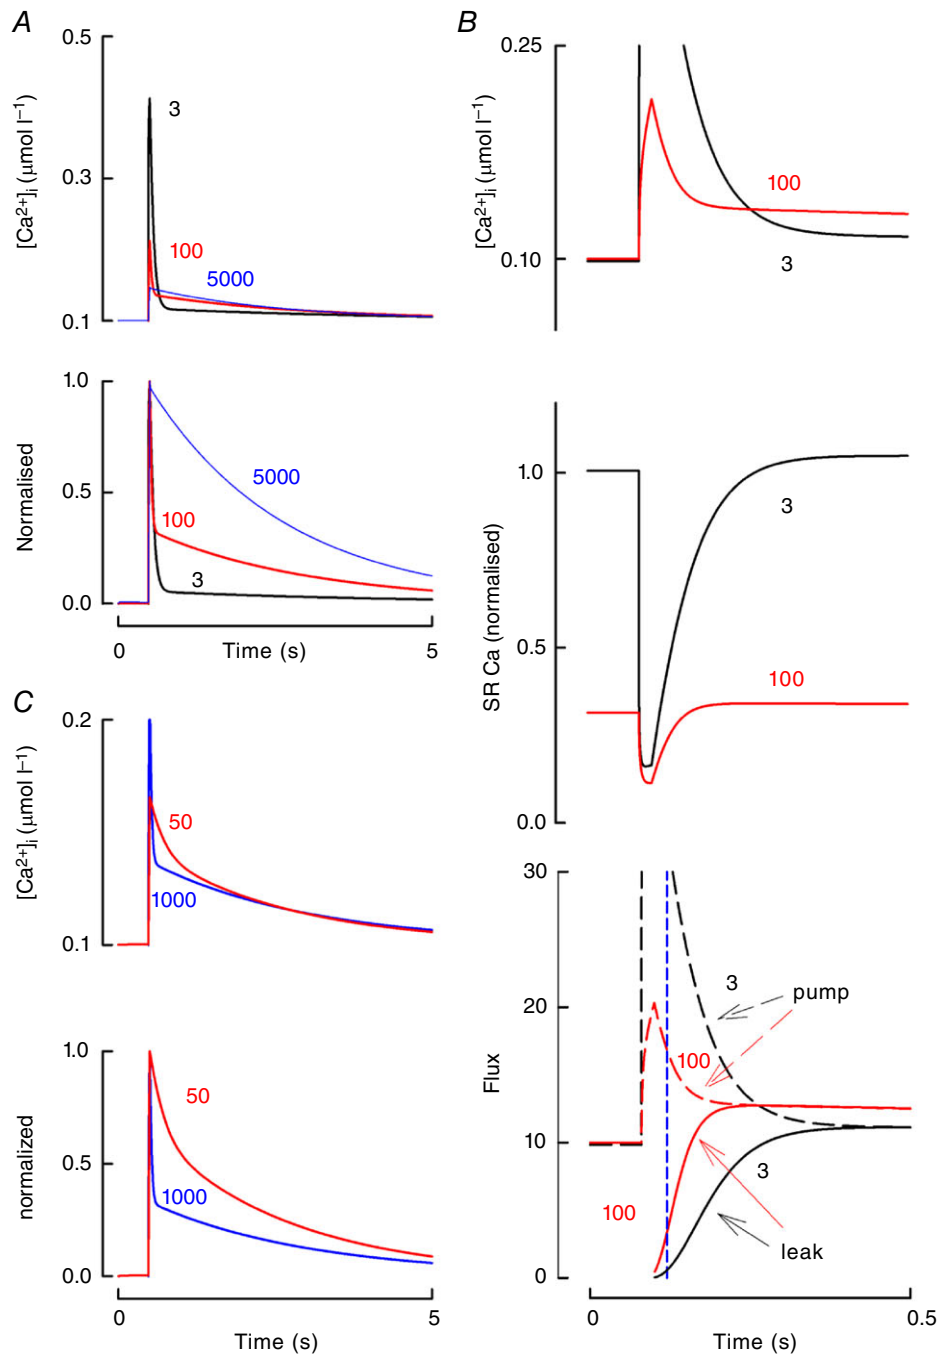 A
0.5
[Ca²⁺]ᵢ (μmol l⁻¹)
0.3
0.1
3
100
5000
1.0
Normalised
0.5
0.0
5000
100
3
0
Time (s)
5
C
0.2
[Ca²⁺]ᵢ (μmol l⁻¹)
0.1
50
1000
1.0
normalized
0.5
0.0
50
1000
0
Time (s)
5
B
0.25
[Ca²⁺]ᵢ (μmol l⁻¹)
0.10
100
3
1.0
SR Ca (normalised)
0.5
0.0
3
100
30
20
Flux
10
0
3
pump
100
3
100
leak
0
Time (s)
0.5